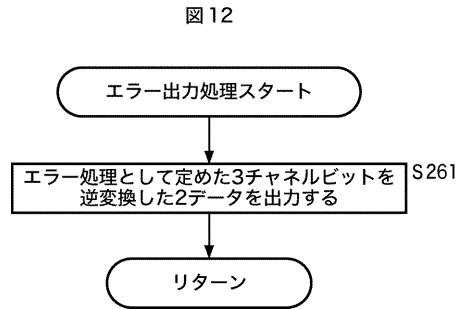 図12
エラー出力処理スタート
エラー処理として定めた3チャネルビットを
逆変換した2データを出力する
S261
リターン